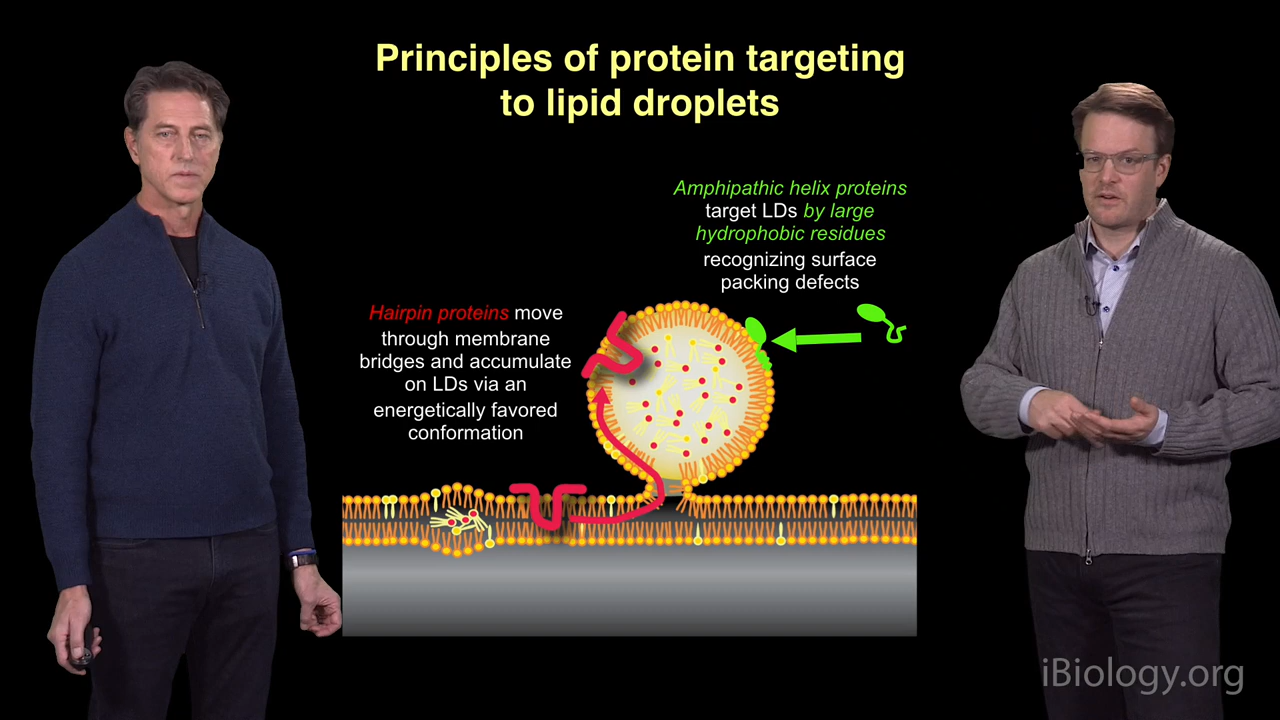 Principles of protein targeting
to lipid droplets
Amphipathic helix proteins
target LDs by large
hydrophobic residues
recognizing surface
packing defects
Hairpin proteins move
through membrane
bridges and accumulate
on LDs via an
energetically favored
conformation
iBiology.org